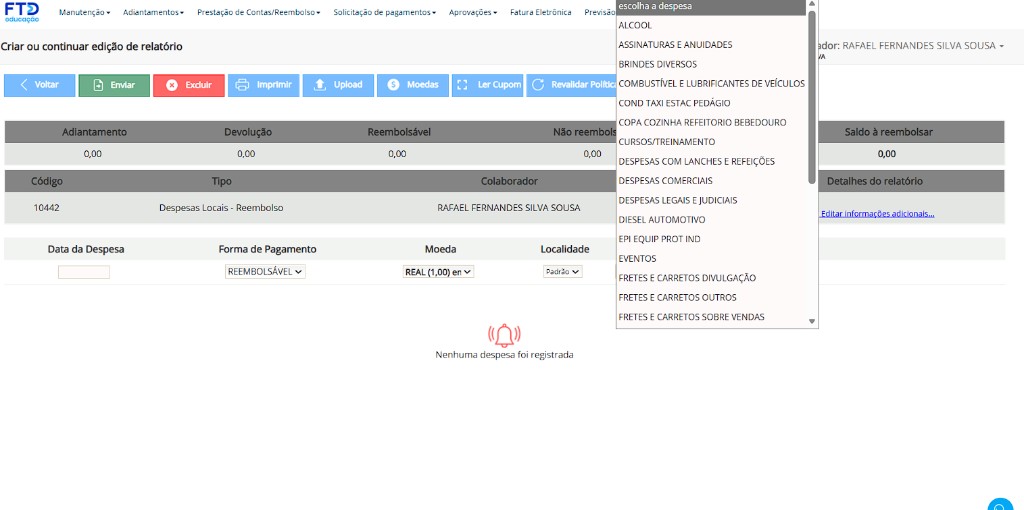 FTD
educação
Manutenção
Adiantamentos
Prestação de Contas/Reembolso
Solicitação de pagamentos
Aprovações
Fatura Eletrônica
Previsão
Criar ou continuar edição de relatório
ador: RAFAEL FERNANDES SILVA SOUSA
Voltar
Enviar
Excluir
Imprimir
Upload
Moedas
Ler Cupom
Revalidar Política
Adiantamento
Devolução
Reembolsável
Não reembols
Saldo à reembolsar
0,00
0,00
0,00
0,00
0,00
Código
Tipo
Colaborador
Detalhes do relatório
10442
Despesas Locais - Reembolso
RAFAEL FERNANDES SILVA SOUSA
Editar informações adicionais...
Data da Despesa
Forma de Pagamento
Moeda
Localidade
REEMBOLSÁVEL
REAL (1,00) em
Padrão
escolha a despesa
ALCOOL
ASSINATURAS E ANUIDADES
BRINDES DIVERSOS
COMBUSTÍVEL E LUBRIFICANTES DE VEÍCULOS
COND TAXI ESTAC PEDÁGIO
COPA COZINHA REFEITORIO BEBEDOURO
CURSOS/TREINAMENTO
DESPESAS COM LANCHES E REFEIÇÕES
DESPESAS COMERCIAIS
DESPESAS LEGAIS E JUDICIAIS
DIESEL AUTOMOTIVO
EPI EQUIP PROT IND
EVENTOS
FRETES E CARRETOS DIVULGAÇÃO
FRETES E CARRETOS OUTROS
FRETES E CARRETOS SOBRE VENDAS
Nenhuma despesa foi registrada